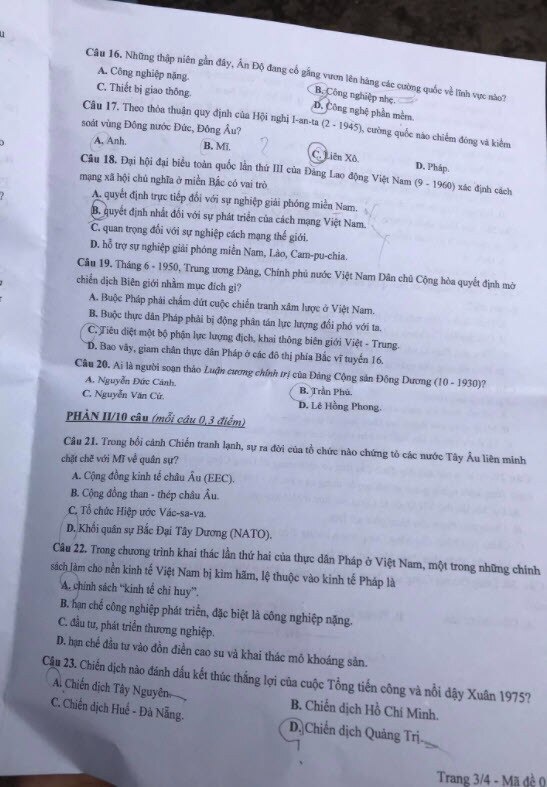 Câu 16. Những thập niên gần đây, Ấn Độ đang cố gắng vươn lên hàng các cường quốc về lĩnh vực nào?
A. Công nghiệp nặng. B. Công nghiệp nhẹ.
C. Thiết bị giao thông. D. Công nghệ phần mềm.
Câu 17. Theo thỏa thuận quy định của Hội nghị I-an-ta (2 - 1945), cường quốc nào chiếm đóng và kiểm
soát vùng Đông nước Đức, Đông Âu?
A. Anh. B. Mĩ. C. Liên Xô. D. Pháp.
Câu 18. Đại hội đại biểu toàn quốc lần thứ III của Đảng Lao động Việt Nam (9 - 1960) xác định cách
mạng xã hội chủ nghĩa ở miền Bắc có vai trò
A. quyết định trực tiếp đối với sự nghiệp giải phóng miền Nam.
B. quyết định nhất đối với sự phát triển của cách mạng Việt Nam.
C. quan trọng đối với sự nghiệp cách mạng thế giới.
D. hỗ trợ sự nghiệp giải phóng miền Nam, Lào, Cam-pu-chia.
Câu 19. Tháng 6 - 1950, Trung ương Đảng, Chính phủ nước Việt Nam Dân chủ Cộng hòa quyết định mở
chiến dịch Biên giới nhằm mục đích gì?
A. Buộc Pháp phải chấm dứt cuộc chiến tranh xâm lược ở Việt Nam.
B. Buộc thực dân Pháp phải bị động phân tán lực lượng đối phó với ta.
C. Tiêu diệt một bộ phận lực lượng địch, khai thông biên giới Việt - Trung.
D. Bao vây, giam chân thực dân Pháp ở các đô thị phía Bắc vĩ tuyến 16.
Câu 20. Ai là người soạn thảo Luận cương chính trị của Đảng Cộng sản Đông Dương (10 - 1930)?
A. Nguyễn Đức Cảnh. B. Trần Phú.
C. Nguyễn Văn Cừ. D. Lê Hồng Phong.
PHẦN II/10 câu (mỗi câu 0,3 điểm)
Câu 21. Trong bối cảnh Chiến tranh lạnh, sự ra đời của tổ chức nào chứng tỏ các nước Tây Âu liên minh
chặt chẽ với Mĩ về quân sự?
A. Cộng đồng kinh tế châu Âu (EEC).
B. Cộng đồng than - thép châu Âu.
C. Tổ chức Hiệp ước Vác-sa-va.
D. Khối quân sự Bắc Đại Tây Dương (NATO).
Câu 22. Trong chương trình khai thác lần thứ hai của thực dân Pháp ở Việt Nam, một trong những chính
sách làm cho nền kinh tế Việt Nam bị kìm hãm, lệ thuộc vào kinh tế Pháp là
A. chính sách “kinh tế chỉ huy”.
B. hạn chế công nghiệp phát triển, đặc biệt là công nghiệp nặng.
C. đầu tư, phát triển thương nghiệp.
D. hạn chế đầu tư vào đồn điền cao su và khai thác mỏ khoáng sản.
Câu 23. Chiến dịch nào đánh dấu kết thúc thắng lợi của cuộc Tổng tiến công và nổi dậy Xuân 1975?
A. Chiến dịch Tây Nguyên. B. Chiến dịch Hồ Chí Minh.
C. Chiến dịch Huế - Đà Nẵng. D. Chiến dịch Quảng Trị.
Trang 3/4 - Mã đề 0